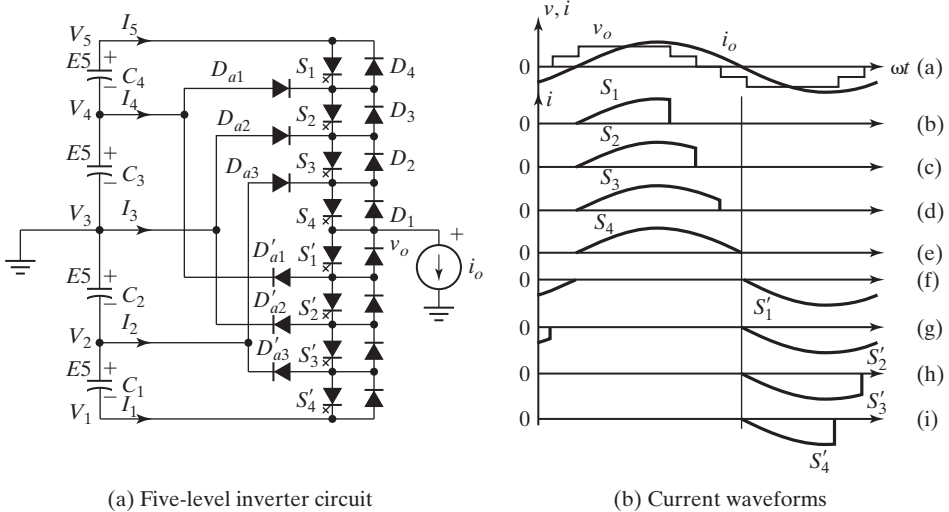 V5 I5
E5 + − C4
S1 D4
Da1
V4 I4
S2 D3
Da2
E5 + − C3
S3 D2
Da3
V3 I3
S4 D1
vo + io
D′a1 S′1
E5 + − C2
D′a2 S′2
V2 I2
D′a3 S′3
E5 + − C1
S′4
V1 I1
(a) Five-level inverter circuit
v, i
vo io
0 ωt (a)
i
S1
0 (b)
S2
0 (c)
S3
0 (d)
S4
0 (e)
0 (f)
S′1
0 (g)
S′2
0 (h)
S′3
0 (i)
S′4
(b) Current waveforms